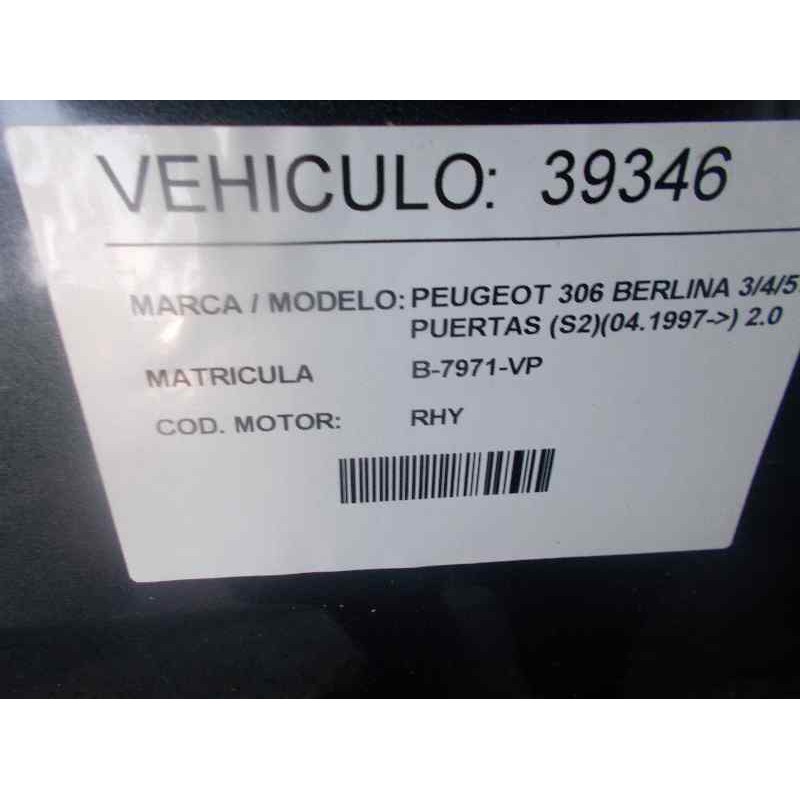 VEHICULO: 39346
MARCA / MODELO: PEUGEOT 306 BERLINA 3/4/5
PUERTAS (S2)(04.1997->) 2.0
MATRICULA B-7971-VP
COD. MOTOR: RHY